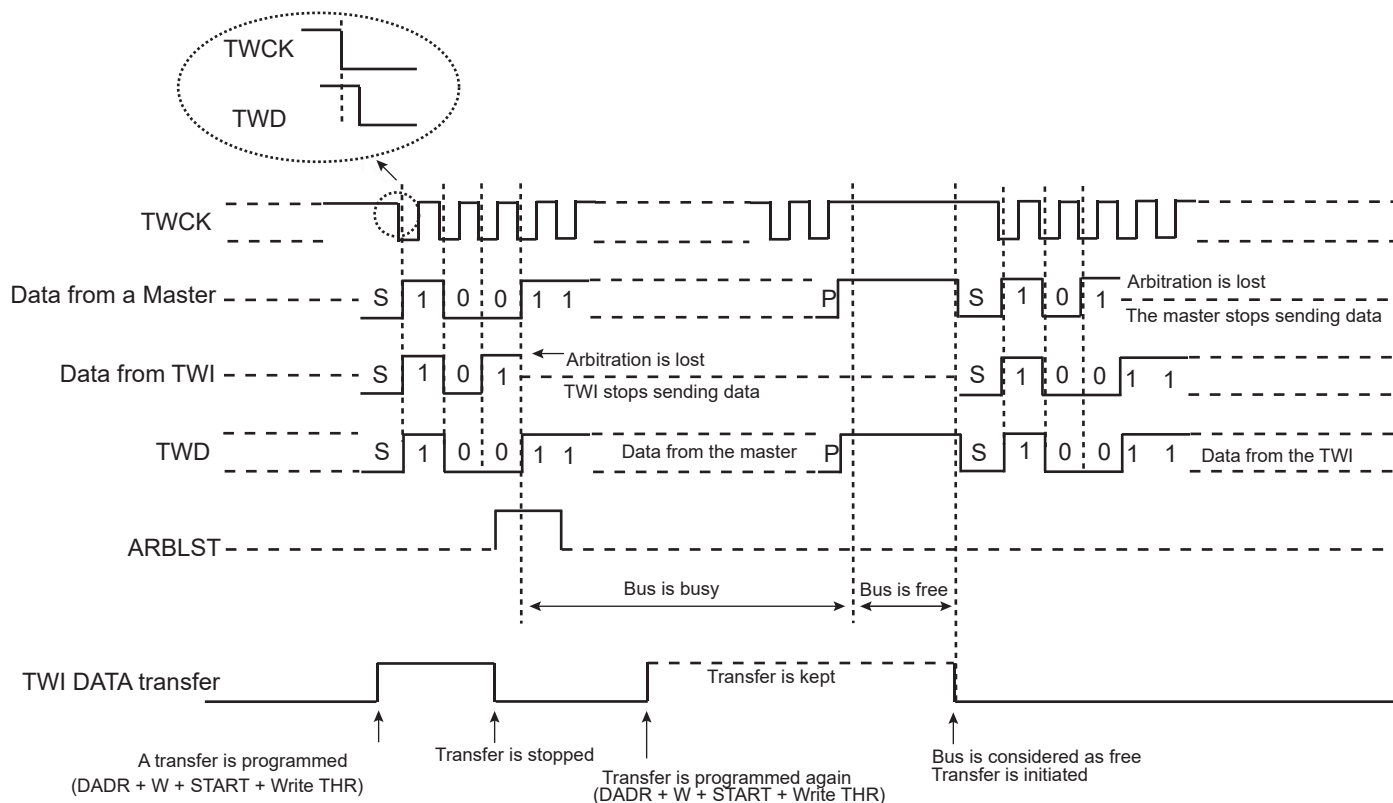 TWCK
TWD
TWCK
Data from a Master S 1 0 0 1 1 P S 1 0 1 Arbitration is lost
The master stops sending data
Data from TWI S 1 0 1 Arbitration is lost S 1 0 0 1 1
TWI stops sending data
TWD S 1 0 0 1 1 Data from the master P S 1 0 0 1 1 Data from the TWI
ARBLST
Bus is busy Bus is free
TWI DATA transfer Transfer is kept
A transfer is programmed
(DADR + W + START + Write THR)
Transfer is stopped
Transfer is programmed again
(DADR + W + START + Write THR)
Bus is considered as free
Transfer is initiated